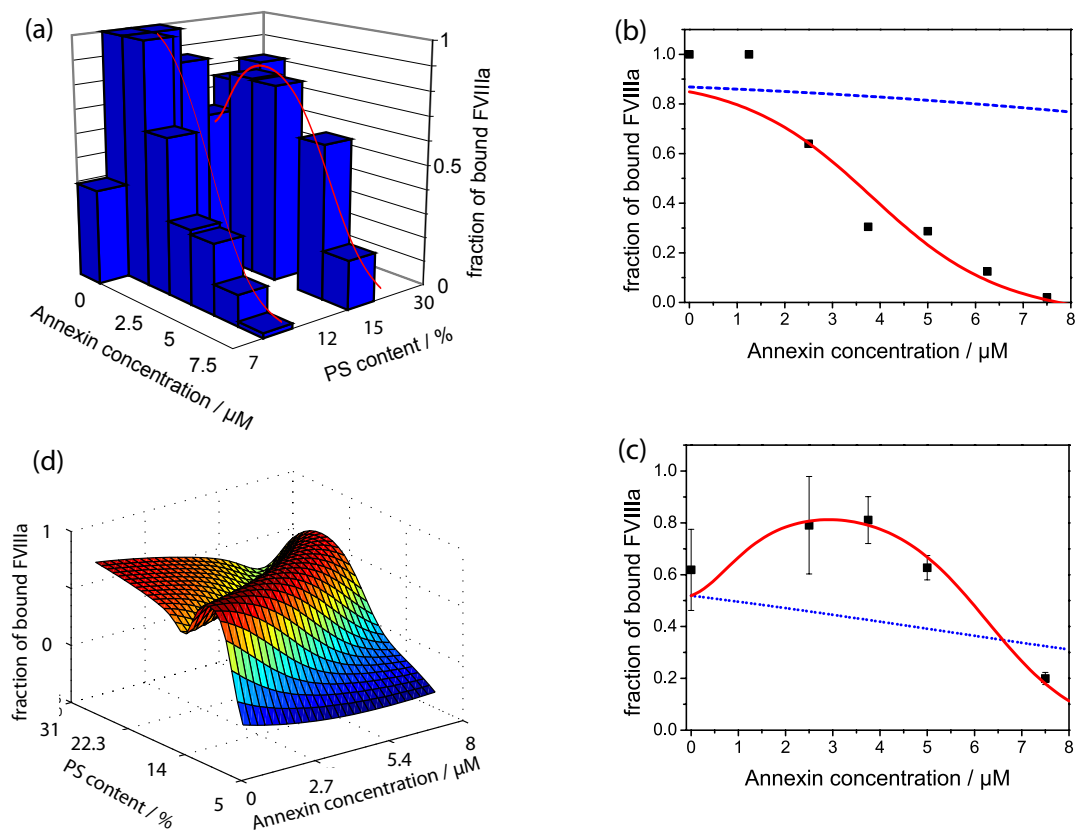 (a)
1
0.5
0
fraction of bound FVIIIa
0
2.5
5
7.5
Annexin concentration / µM
7
12
15
30
PS content / %
(b)
1.0
0.8
0.6
0.4
0.2
0.0
fraction of bound FVIIIa
0 1 2 3 4 5 6 7 8
Annexin concentration / µM
(d)
1
0
fraction of bound FVIIIa
31
22.3
14
5
PS content / %
0
2.7
5.4
8
Annexin concentration / µM
(c)
1.0
0.8
0.6
0.4
0.2
0.0
fraction of bound FVIIIa
0 1 2 3 4 5 6 7 8
Annexin concentration / µM